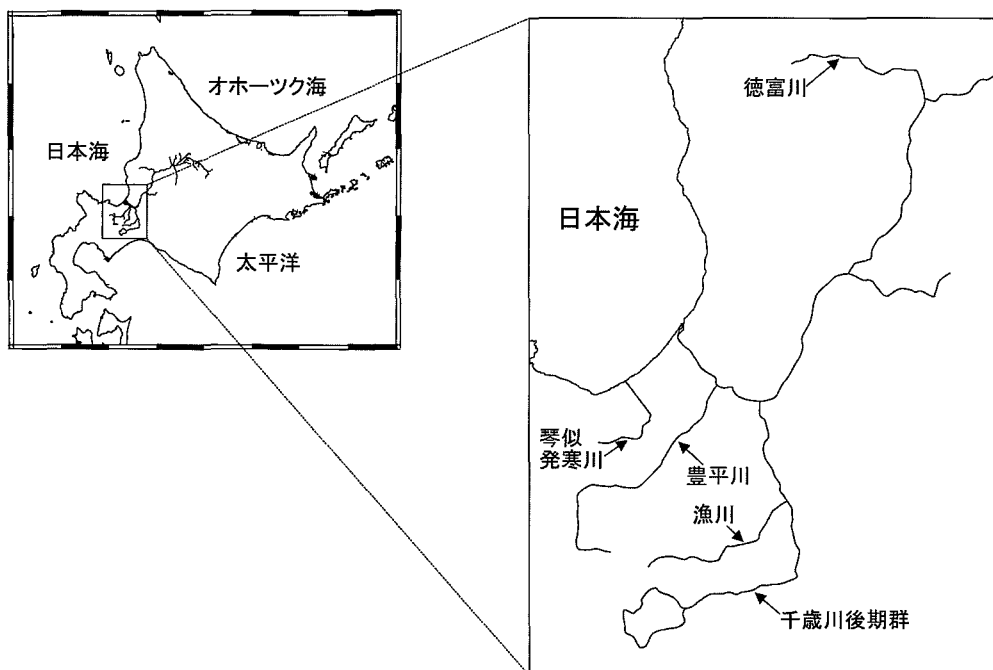 オホーツク海
日本海
太平洋
徳富川
日本海
琴似
発寒川
豊平川
漁川
千歳川後期群